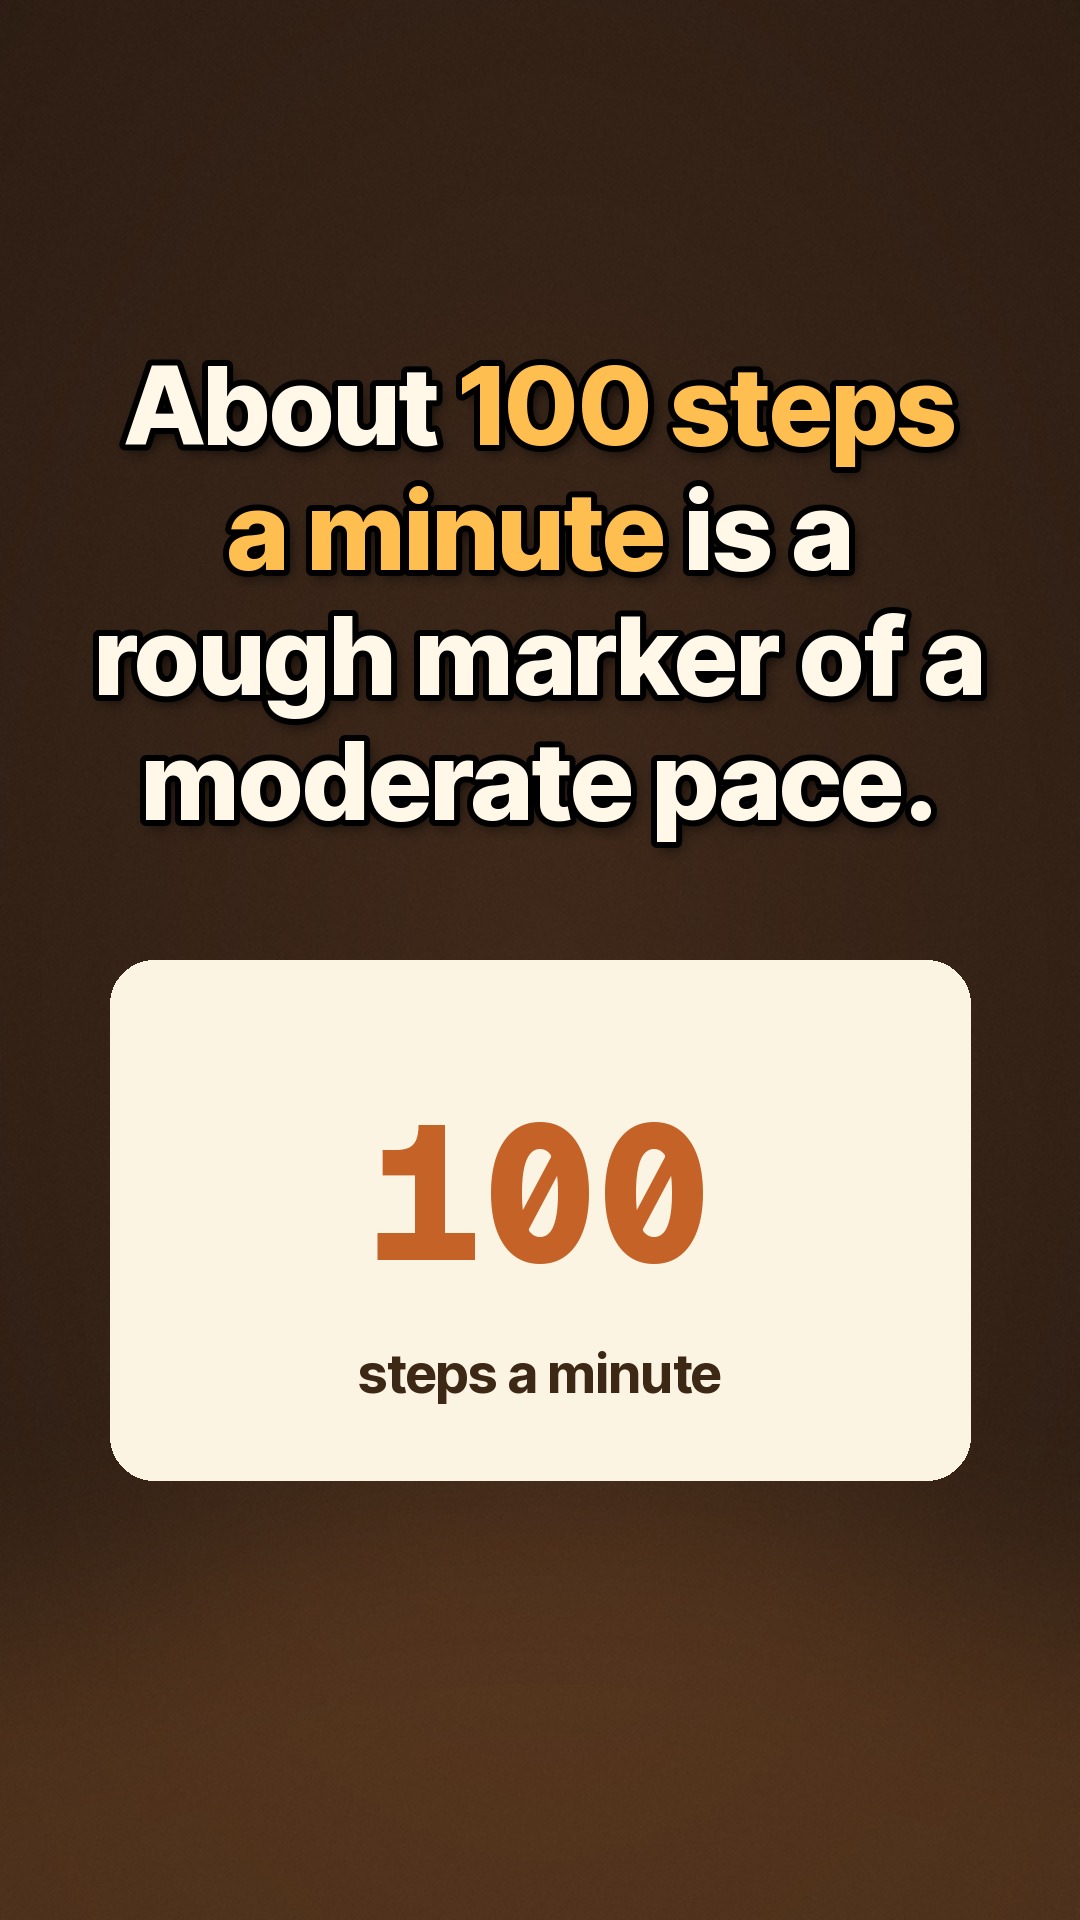 About 100 steps
a minute is a
rough marker of a
moderate pace.
100
steps a minute